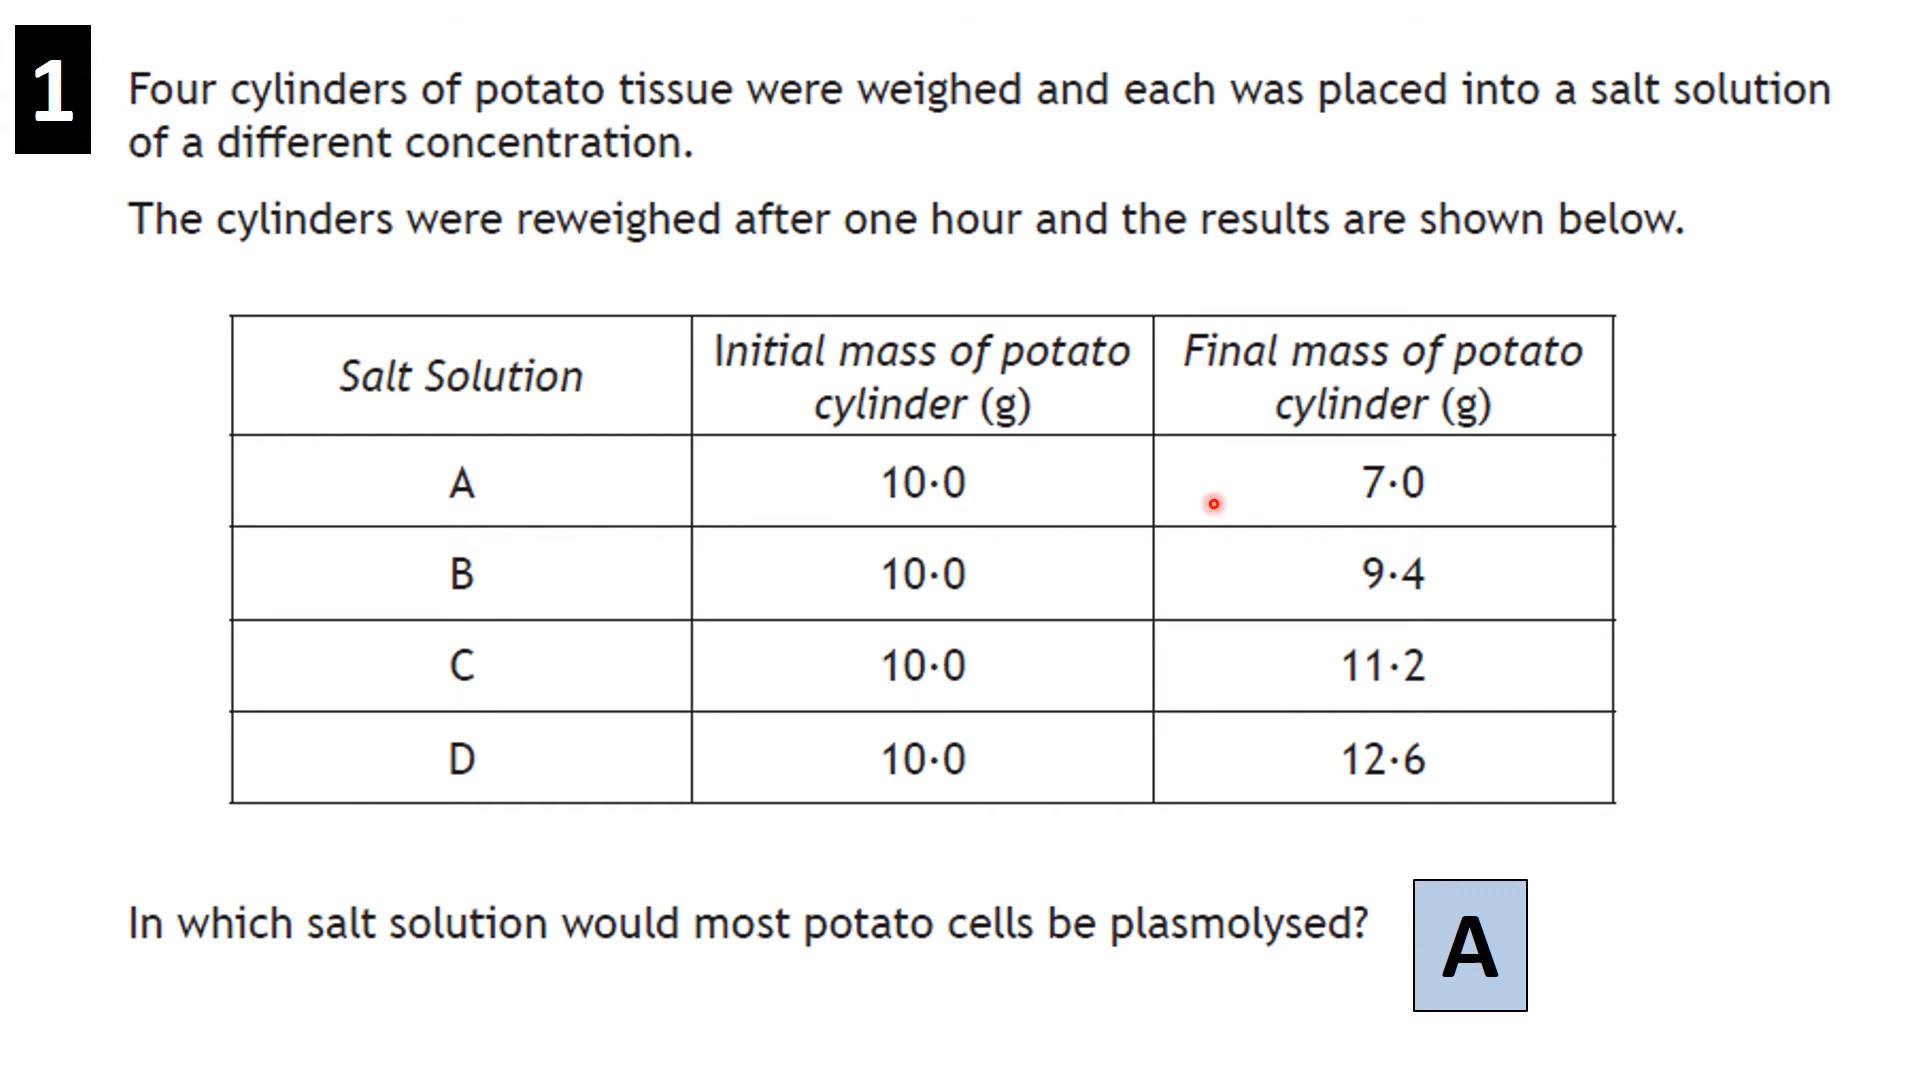 1
Four cylinders of potato tissue were weighed and each was placed into a salt solution
of a different concentration.
The cylinders were reweighed after one hour and the results are shown below.
Salt Solution
Initial mass of potato
cylinder (g)
Final mass of potato
cylinder (g)
A 10·0 7·0
B 10·0 9·4
C 10·0 11·2
D 10·0 12·6
In which salt solution would most potato cells be plasmolysed?
A